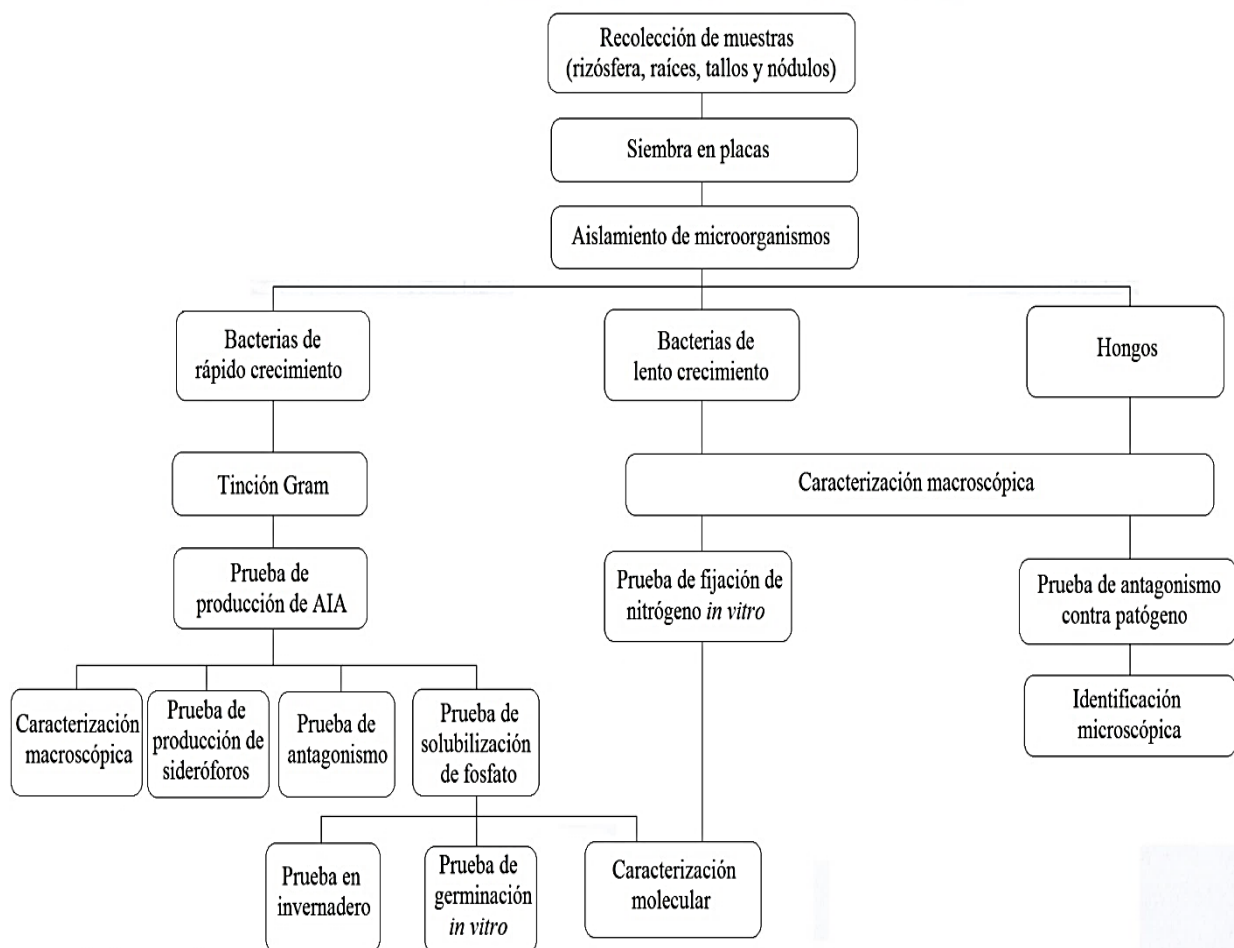 Recolección de muestras
(rizósfera, raíces, tallos y nódulos)
Siembra en placas
Aislamiento de microorganismos
Bacterias de
rápido crecimiento
Bacterias de
lento crecimiento
Hongos
Tinción Gram
Caracterización macroscópica
Prueba de
producción de AIA
Prueba de fijación de
nitrógeno in vitro
Prueba de antagonismo
contra patógeno
Caracterización
macroscópica
Prueba de
producción de
sideróforos
Prueba de
antagonismo
Prueba de
solubilización
de fosfato
Identificación
microscópica
Prueba en
invernadero
Prueba de
germinación
in vitro
Caracterización
molecular